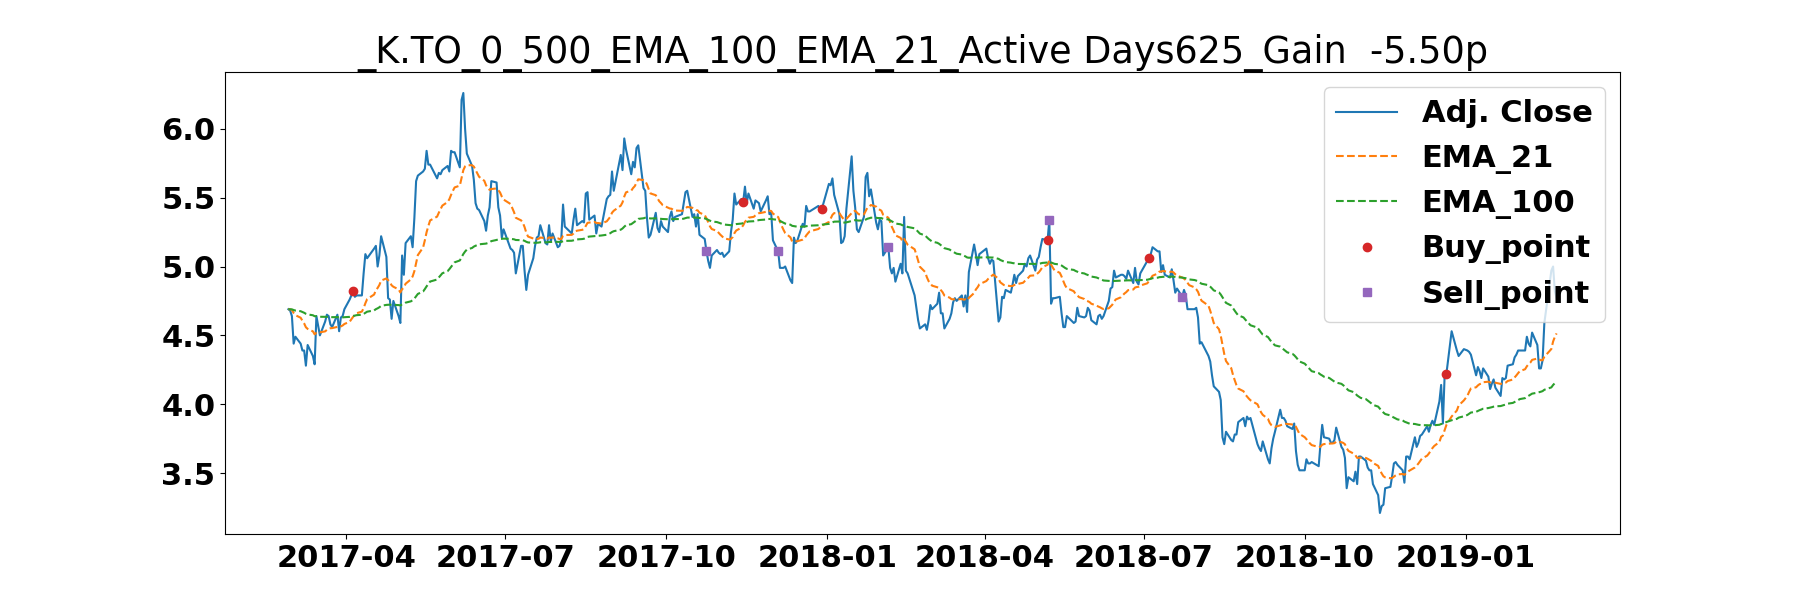 _K.TO_0_500_EMA_100_EMA_21_Active Days625_Gain  -5.50p
6.0
5.5
5.0
4.5
4.0
3.5
Adj. Close
EMA_21
EMA_100
Buy_point
Sell_point
2017-04 2017-07 2017-10 2018-01 2018-04 2018-07 2018-10 2019-01